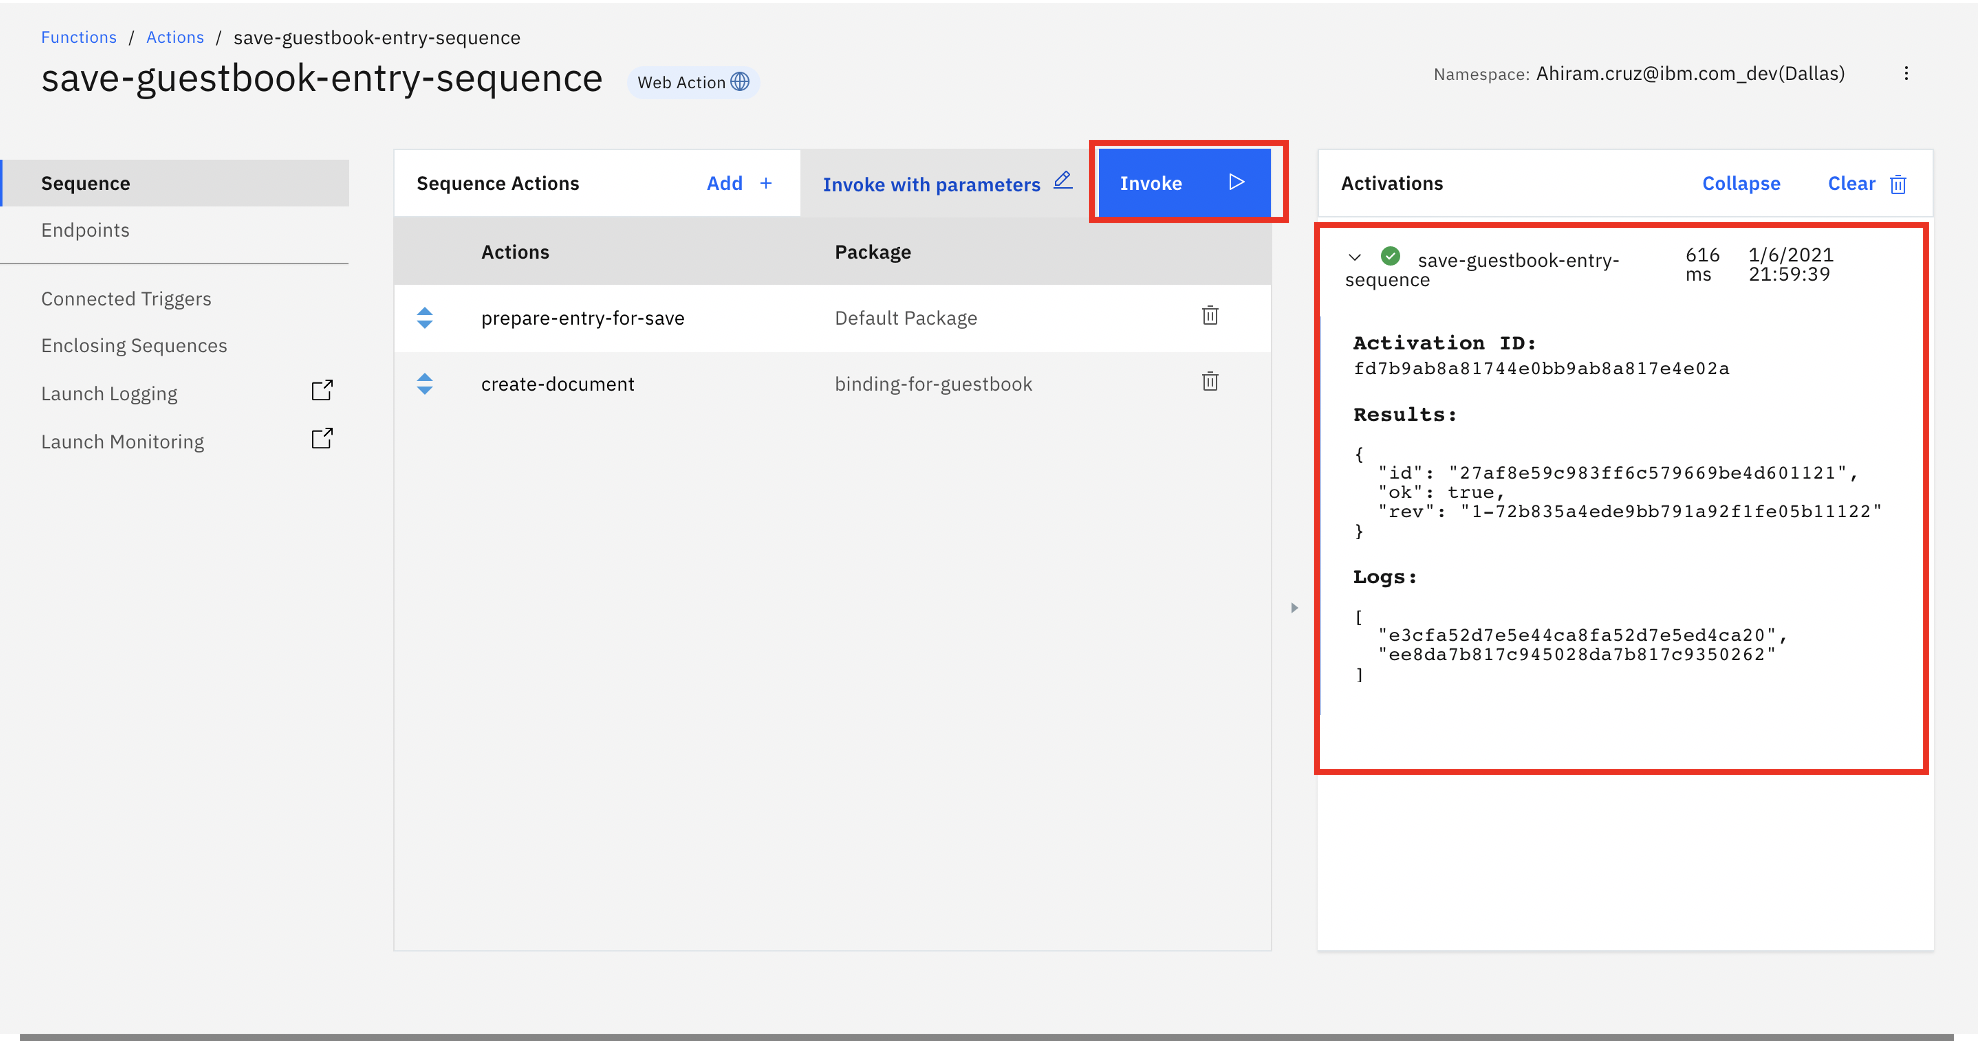 Functions / Actions / save-guestbook-entry-sequence
save-guestbook-entry-sequence Web Action
Namespace: Ahiram.cruz@ibm.com_dev(Dallas)
Sequence
Endpoints
Connected Triggers
Enclosing Sequences
Launch Logging
Launch Monitoring
Sequence Actions Add + Invoke with parameters Invoke
Actions Package
prepare-entry-for-save Default Package
create-document binding-for-guestbook
Activations Collapse Clear
save-guestbook-entry- 616 1/6/2021
sequence ms 21:59:39
Activation ID:
fd7b9ab8a81744e0bb9ab8a817e4e02a
Results:
{
"id": "27af8e59c983ff6c579669be4d601121",
"ok": true,
"rev": "1-72b835a4ede9bb791a92f1fe05b11122"
}
Logs:
[
"e3cfa52d7e5e44ca8fa52d7e5ed4ca20",
"ee8da7b817c945028da7b817c9350262"
]